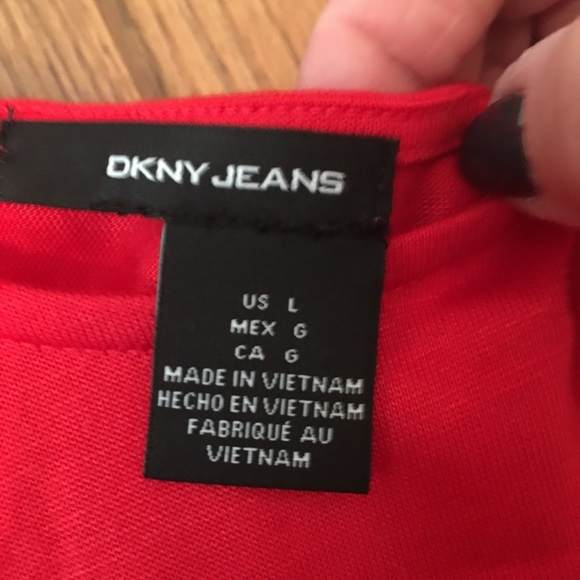 DKNY JEANS
US L
MEX G
CA G
MADE IN VIETNAM
HECHO EN VIETNAM
FABRIQUÉ AU
VIETNAM